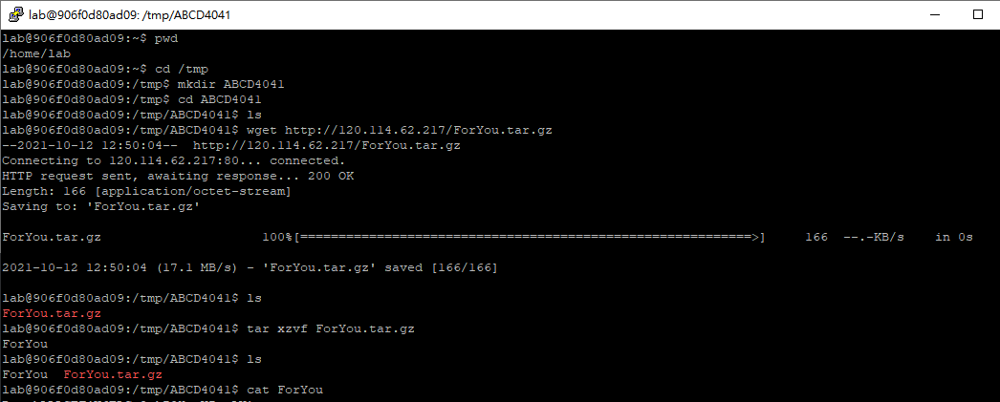 lab@906f0d80ad09: /tmp/ABCD4041
lab@906f0d80ad09:~$ pwd
/home/lab
lab@906f0d80ad09:~$ cd /tmp
lab@906f0d80ad09:/tmp$ mkdir ABCD4041
lab@906f0d80ad09:/tmp$ cd ABCD4041
lab@906f0d80ad09:/tmp/ABCD4041$ ls
lab@906f0d80ad09:/tmp/ABCD4041$ wget http://120.114.62.217/ForYou.tar.gz
--2021-10-12 12:50:04--  http://120.114.62.217/ForYou.tar.gz
Connecting to 120.114.62.217:80... connected.
HTTP request sent, awaiting response... 200 OK
Length: 166 [application/octet-stream]
Saving to: 'ForYou.tar.gz'
ForYou.tar.gz                     100%[===========================================================>]     166  --.-KB/s    in 0s
2021-10-12 12:50:04 (17.1 MB/s) - 'ForYou.tar.gz' saved [166/166]
lab@906f0d80ad09:/tmp/ABCD4041$ ls
ForYou.tar.gz
lab@906f0d80ad09:/tmp/ABCD4041$ tar xzvf ForYou.tar.gz
ForYou
lab@906f0d80ad09:/tmp/ABCD4041$ ls
ForYou  ForYou.tar.gz
lab@906f0d80ad09:/tmp/ABCD4041$ cat ForYou